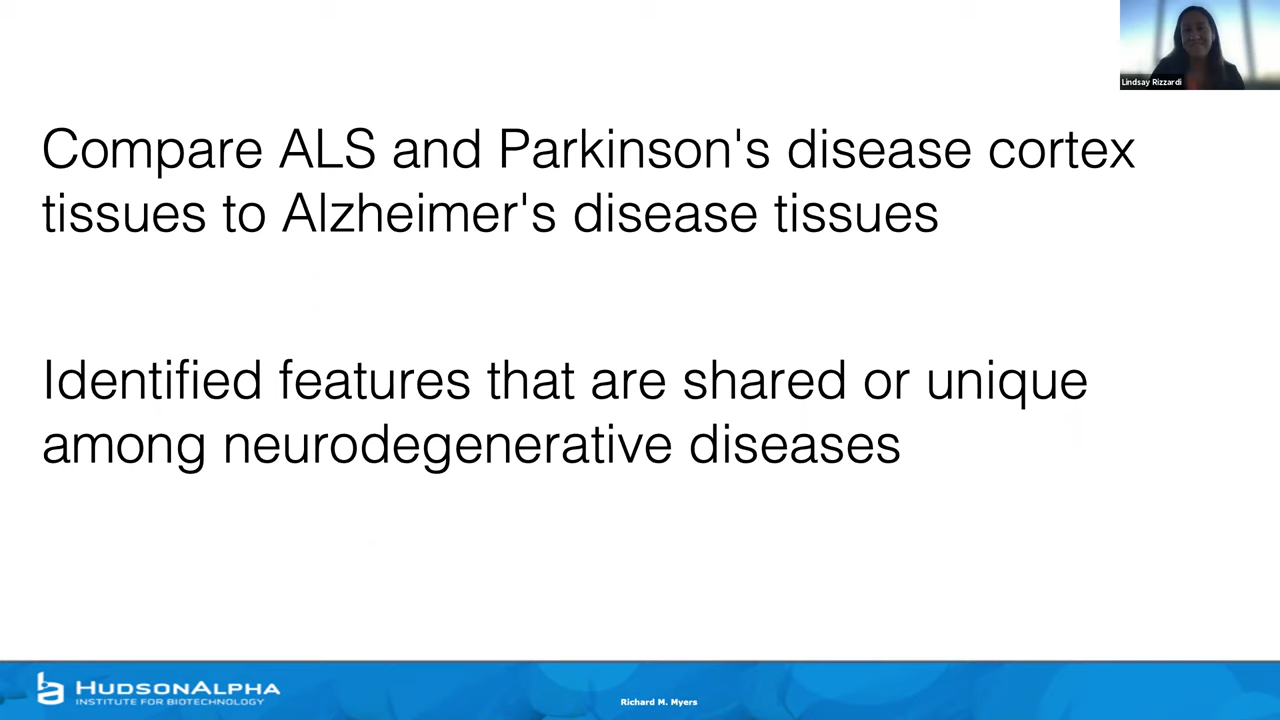 Lindsay Rizzardi
Compare ALS and Parkinson's disease cortex
tissues to Alzheimer's disease tissues
Identified features that are shared or unique
among neurodegenerative diseases
HUDSONALPHA
INSTITUTE FOR BIOTECHNOLOGY
Richard M. Myers